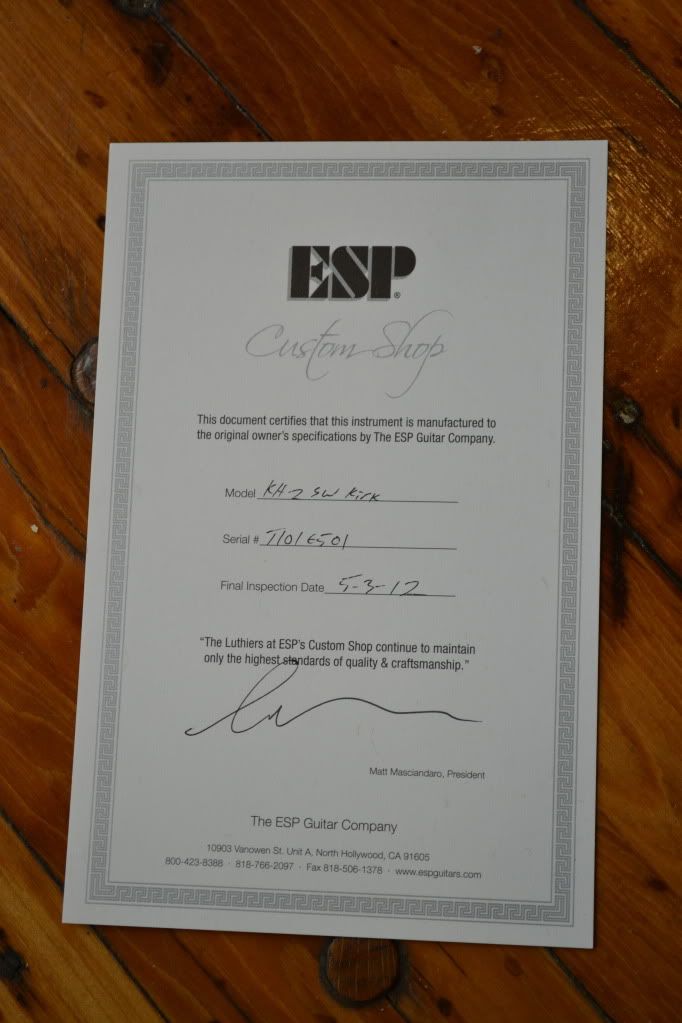 ESP®
Custom Shop
This document certifies that this instrument is manufactured to
the original owner's specifications by The ESP Guitar Company.
Model KH-2 SW Kirk
Serial #
Final Inspection Date 5-3-12
“The Luthiers at ESP's Custom Shop continue to maintain
only the highest standards of quality & craftsmanship.”
Matt Masciandaro, President
The ESP Guitar Company
10903 Vanowen St. Unit A, North Hollywood, CA 91605
800-423-8388 · 818-766-2097 · Fax 818-506-1378 · www.espguitars.com